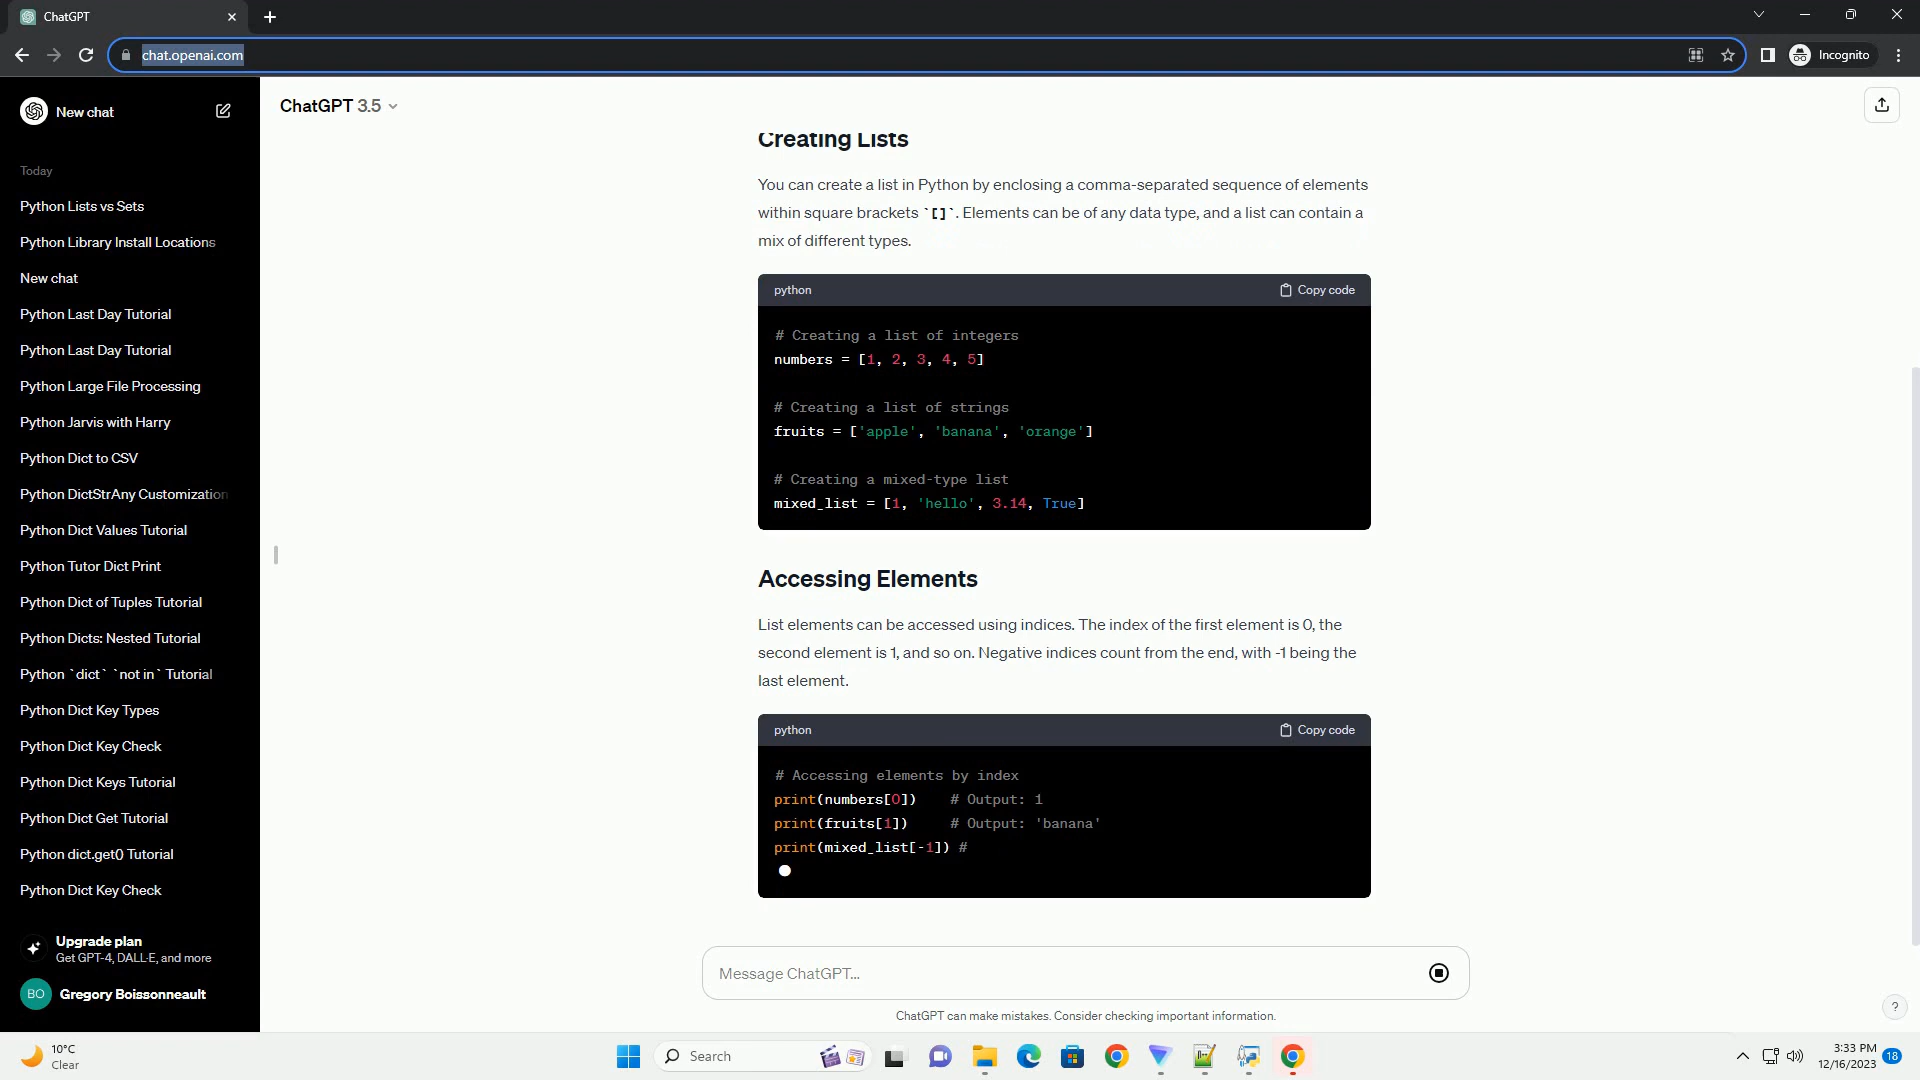 ChatGPT
chat.openai.com
Incognito
New chat
Today
Python Lists vs Sets
Python Library Install Locations
New chat
Python Last Day Tutorial
Python Last Day Tutorial
Python Large File Processing
Python Jarvis with Harry
Python Dict to CSV
Python DictStrAny Customization
Python Dict Values Tutorial
Python Tutor Dict Print
Python Dict of Tuples Tutorial
Python Dicts: Nested Tutorial
Python `dict` `not in` Tutorial
Python Dict Key Types
Python Dict Key Check
Python Dict Keys Tutorial
Python Dict Get Tutorial
Python dict.get() Tutorial
Python Dict Key Check
Upgrade plan
Get GPT-4, DALL·E, and more
BO Gregory Boissonneault
ChatGPT 3.5
Creating Lists
You can create a list in Python by enclosing a comma-separated sequence of elements
within square brackets `[]`. Elements can be of any data type, and a list can contain a
mix of different types.
python Copy code
# Creating a list of integers
numbers = [1, 2, 3, 4, 5]
# Creating a list of strings
fruits = ['apple', 'banana', 'orange']
# Creating a mixed-type list
mixed_list = [1, 'hello', 3.14, True]
Accessing Elements
List elements can be accessed using indices. The index of the first element is 0, the
second element is 1, and so on. Negative indices count from the end, with -1 being the
last element.
python Copy code
# Accessing elements by index
print(numbers[0])    # Output: 1
print(fruits[1])     # Output: 'banana'
print(mixed_list[-1]) #
Message ChatGPT...
ChatGPT can make mistakes. Consider checking important information.
?
10°C
Clear
Search
3:33 PM
12/16/2023
18